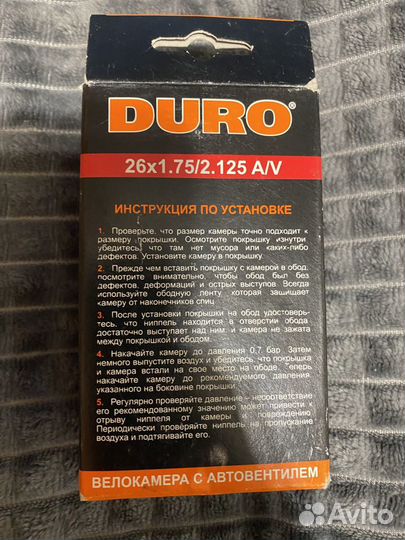 DURO®
26x1.75/2.125 A/V
ИНСТРУКЦИЯ ПО УСТАНОВКЕ
1. Проверьте, что размер камеры точно подходит к
размеру покрышки. Осмотрите покрышку изнутри,
убедитесь, что там нет мусора или каких-либо
дефектов. Установите камеру в покрышку.
2. Прежде чем вставить покрышку с камерой в обод,
посмотрите внимательно, чтобы обод был без
дефектов, деформаций и острых выступов. Всегда
используйте ободную ленту которая защищает
камеру от наконечников спиц.
3. После установки покрышки на обод удостоверь-
тесь, что ниппель находится в отверстии обода,
достаточно выступает над ним, и камера не зажата
между покрышкой и ободом.
4. Накачайте камеру до давления 0,7 бар. Затем
немного выпустите воздух и убедитесь, что покрышка
и камера встали на свое место на ободе. Теперь
накачайте камеру до рекомендуемого давления,
указанного на боковине покрышки.
5. Регулярно проверяйте давление – несоответствие
его рекомендованному значению может привести к
отрыву ниппеля от камеры и повреждению.
Периодически проверяйте ниппель на пропускание
воздуха и подтягивайте его.
ВЕЛОКАМЕРА С АВТОВЕНТИЛЕМ
Avito